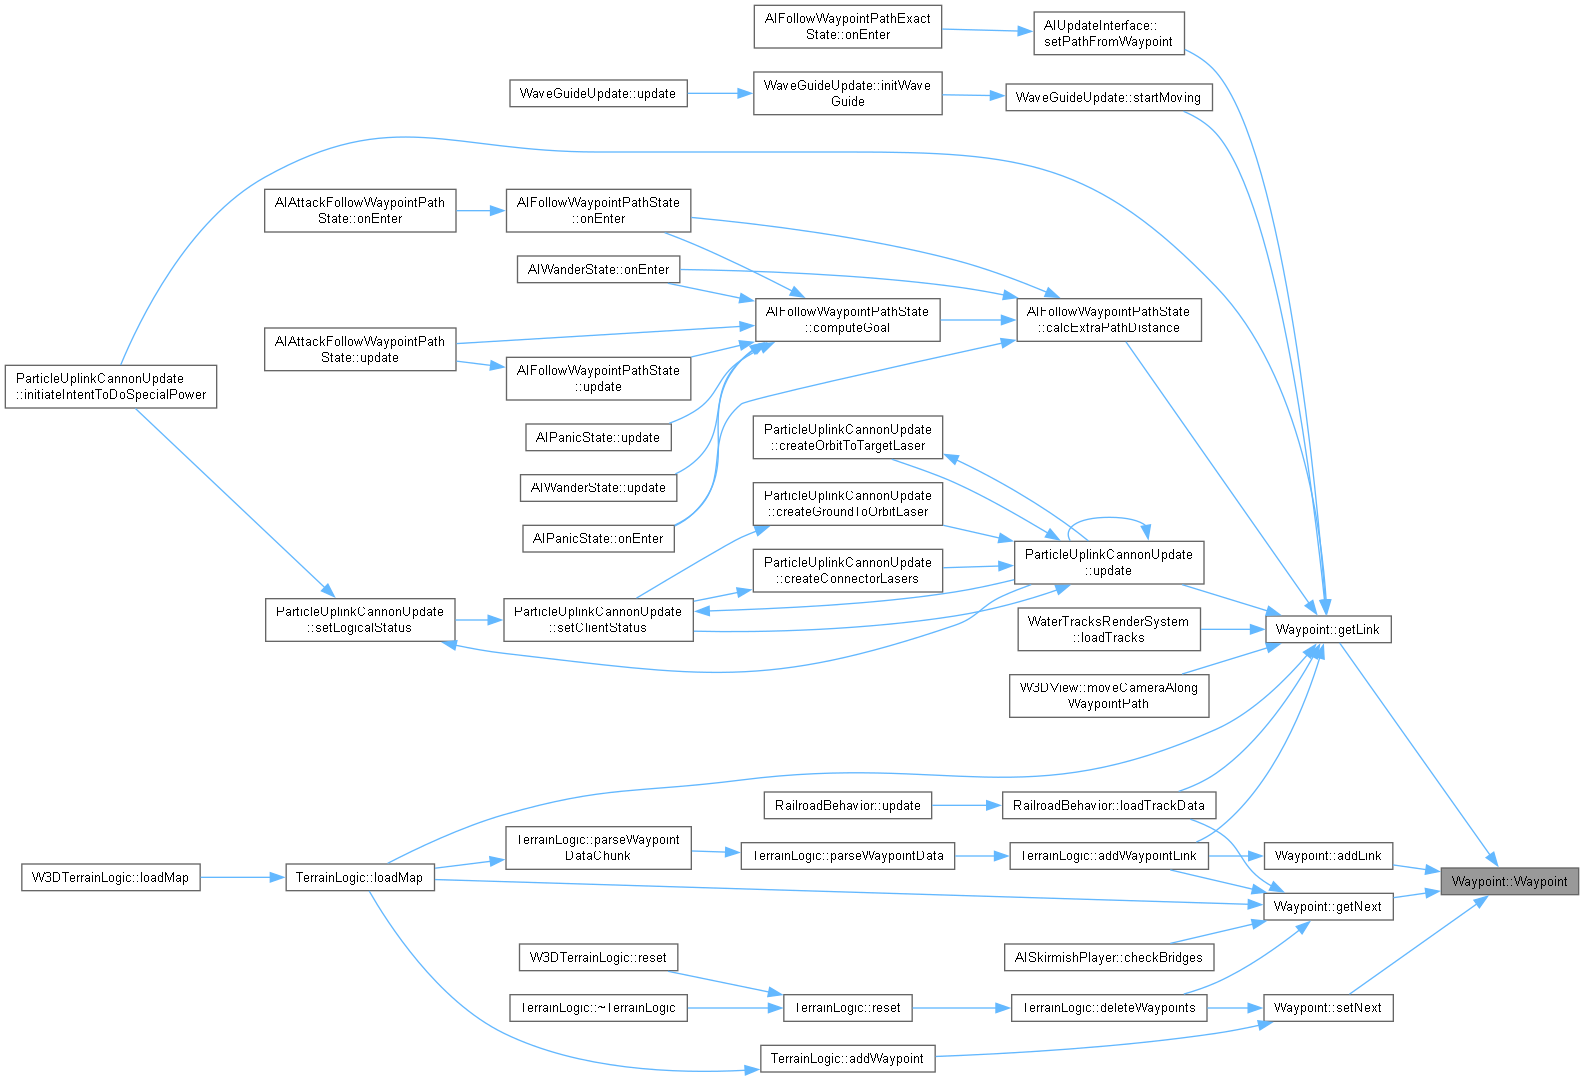 AIFollowWaypointPathExact
State::onEnter
AIUpdateInterface::
setPathFromWaypoint
WaveGuideUpdate::update
WaveGuideUpdate::initWave
Guide
WaveGuideUpdate::startMoving
AIAttackFollowWaypointPath
State::onEnter
AIFollowWaypointPathState
::onEnter
AIWanderState::onEnter
AIFollowWaypointPathState
::computeGoal
AIFollowWaypointPathState
::calcExtraPathDistance
AIAttackFollowWaypointPath
State::update
AIFollowWaypointPathState
::update
ParticleUplinkCannonUpdate
::initiateIntentToDoSpecialPower
AIPanicState::update
ParticleUplinkCannonUpdate
::createOrbitToTargetLaser
AIWanderState::update
ParticleUplinkCannonUpdate
::createGroundToOrbitLaser
AIPanicState::onEnter
ParticleUplinkCannonUpdate
::createConnectorLasers
ParticleUplinkCannonUpdate
::update
ParticleUplinkCannonUpdate
::setLogicalStatus
ParticleUplinkCannonUpdate
::setClientStatus
WaterTracksRenderSystem
::loadTracks
Waypoint::getLink
W3DView::moveCameraAlong
WaypointPath
RailroadBehavior::update
RailroadBehavior::loadTrackData
TerrainLogic::parseWaypoint
DataChunk
TerrainLogic::parseWaypointData
TerrainLogic::addWaypointLink
Waypoint::addLink
W3DTerrainLogic::loadMap
TerrainLogic::loadMap
Waypoint::Waypoint
Waypoint::getNext
W3DTerrainLogic::reset
AISkirmishPlayer::checkBridges
TerrainLogic::~TerrainLogic
TerrainLogic::reset
TerrainLogic::deleteWaypoints
Waypoint::setNext
TerrainLogic::addWaypoint